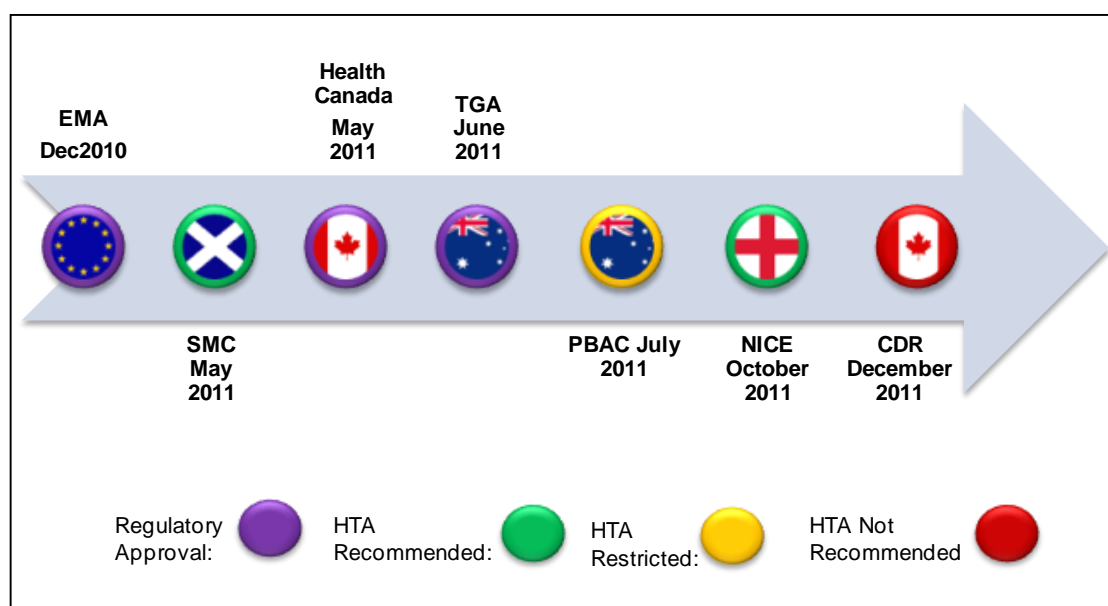 EMA
Dec2010
Health
Canada
May
2011
TGA
June
2011
SMC
May
2011
PBAC July
2011
NICE
October
2011
CDR
December
2011
Regulatory
Approval:
HTA
Recommended:
HTA
Restricted:
HTA Not
Recommended